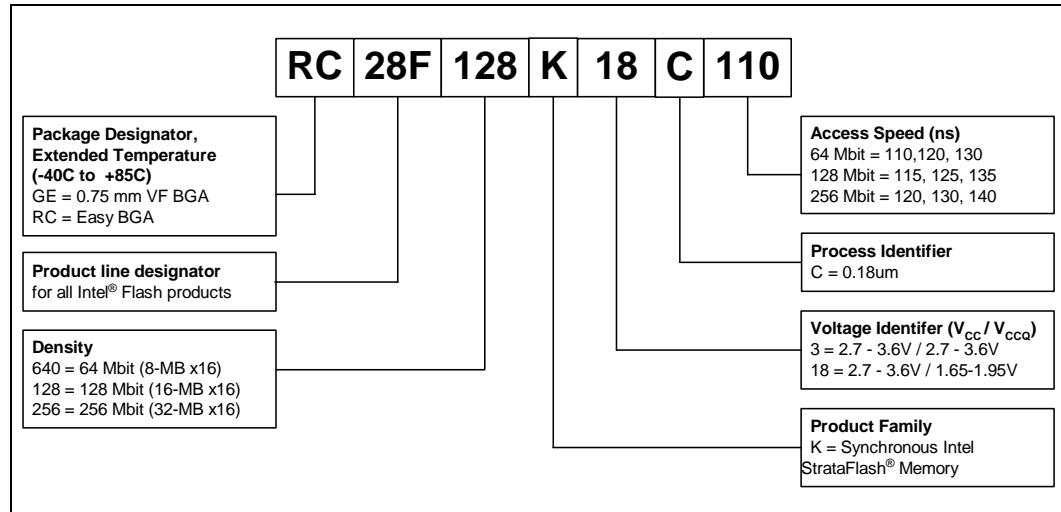 RC 28F 128 K 18 C 110
Package Designator,
Extended Temperature
(-40C to +85C)
GE = 0.75 mm VF BGA
RC = Easy BGA
Product line designator
for all Intel® Flash products
Density
640 = 64 Mbit (8-MB x16)
128 = 128 Mbit (16-MB x16)
256 = 256 Mbit (32-MB x16)
Access Speed (ns)
64 Mbit = 110,120, 130
128 Mbit = 115, 125, 135
256 Mbit = 120, 130, 140
Process Identifier
C = 0.18um
Voltage Identifer (VCC / VCCQ)
3 = 2.7 - 3.6V / 2.7 - 3.6V
18 = 2.7 - 3.6V / 1.65-1.95V
Product Family
K = Synchronous Intel
StrataFlash® Memory